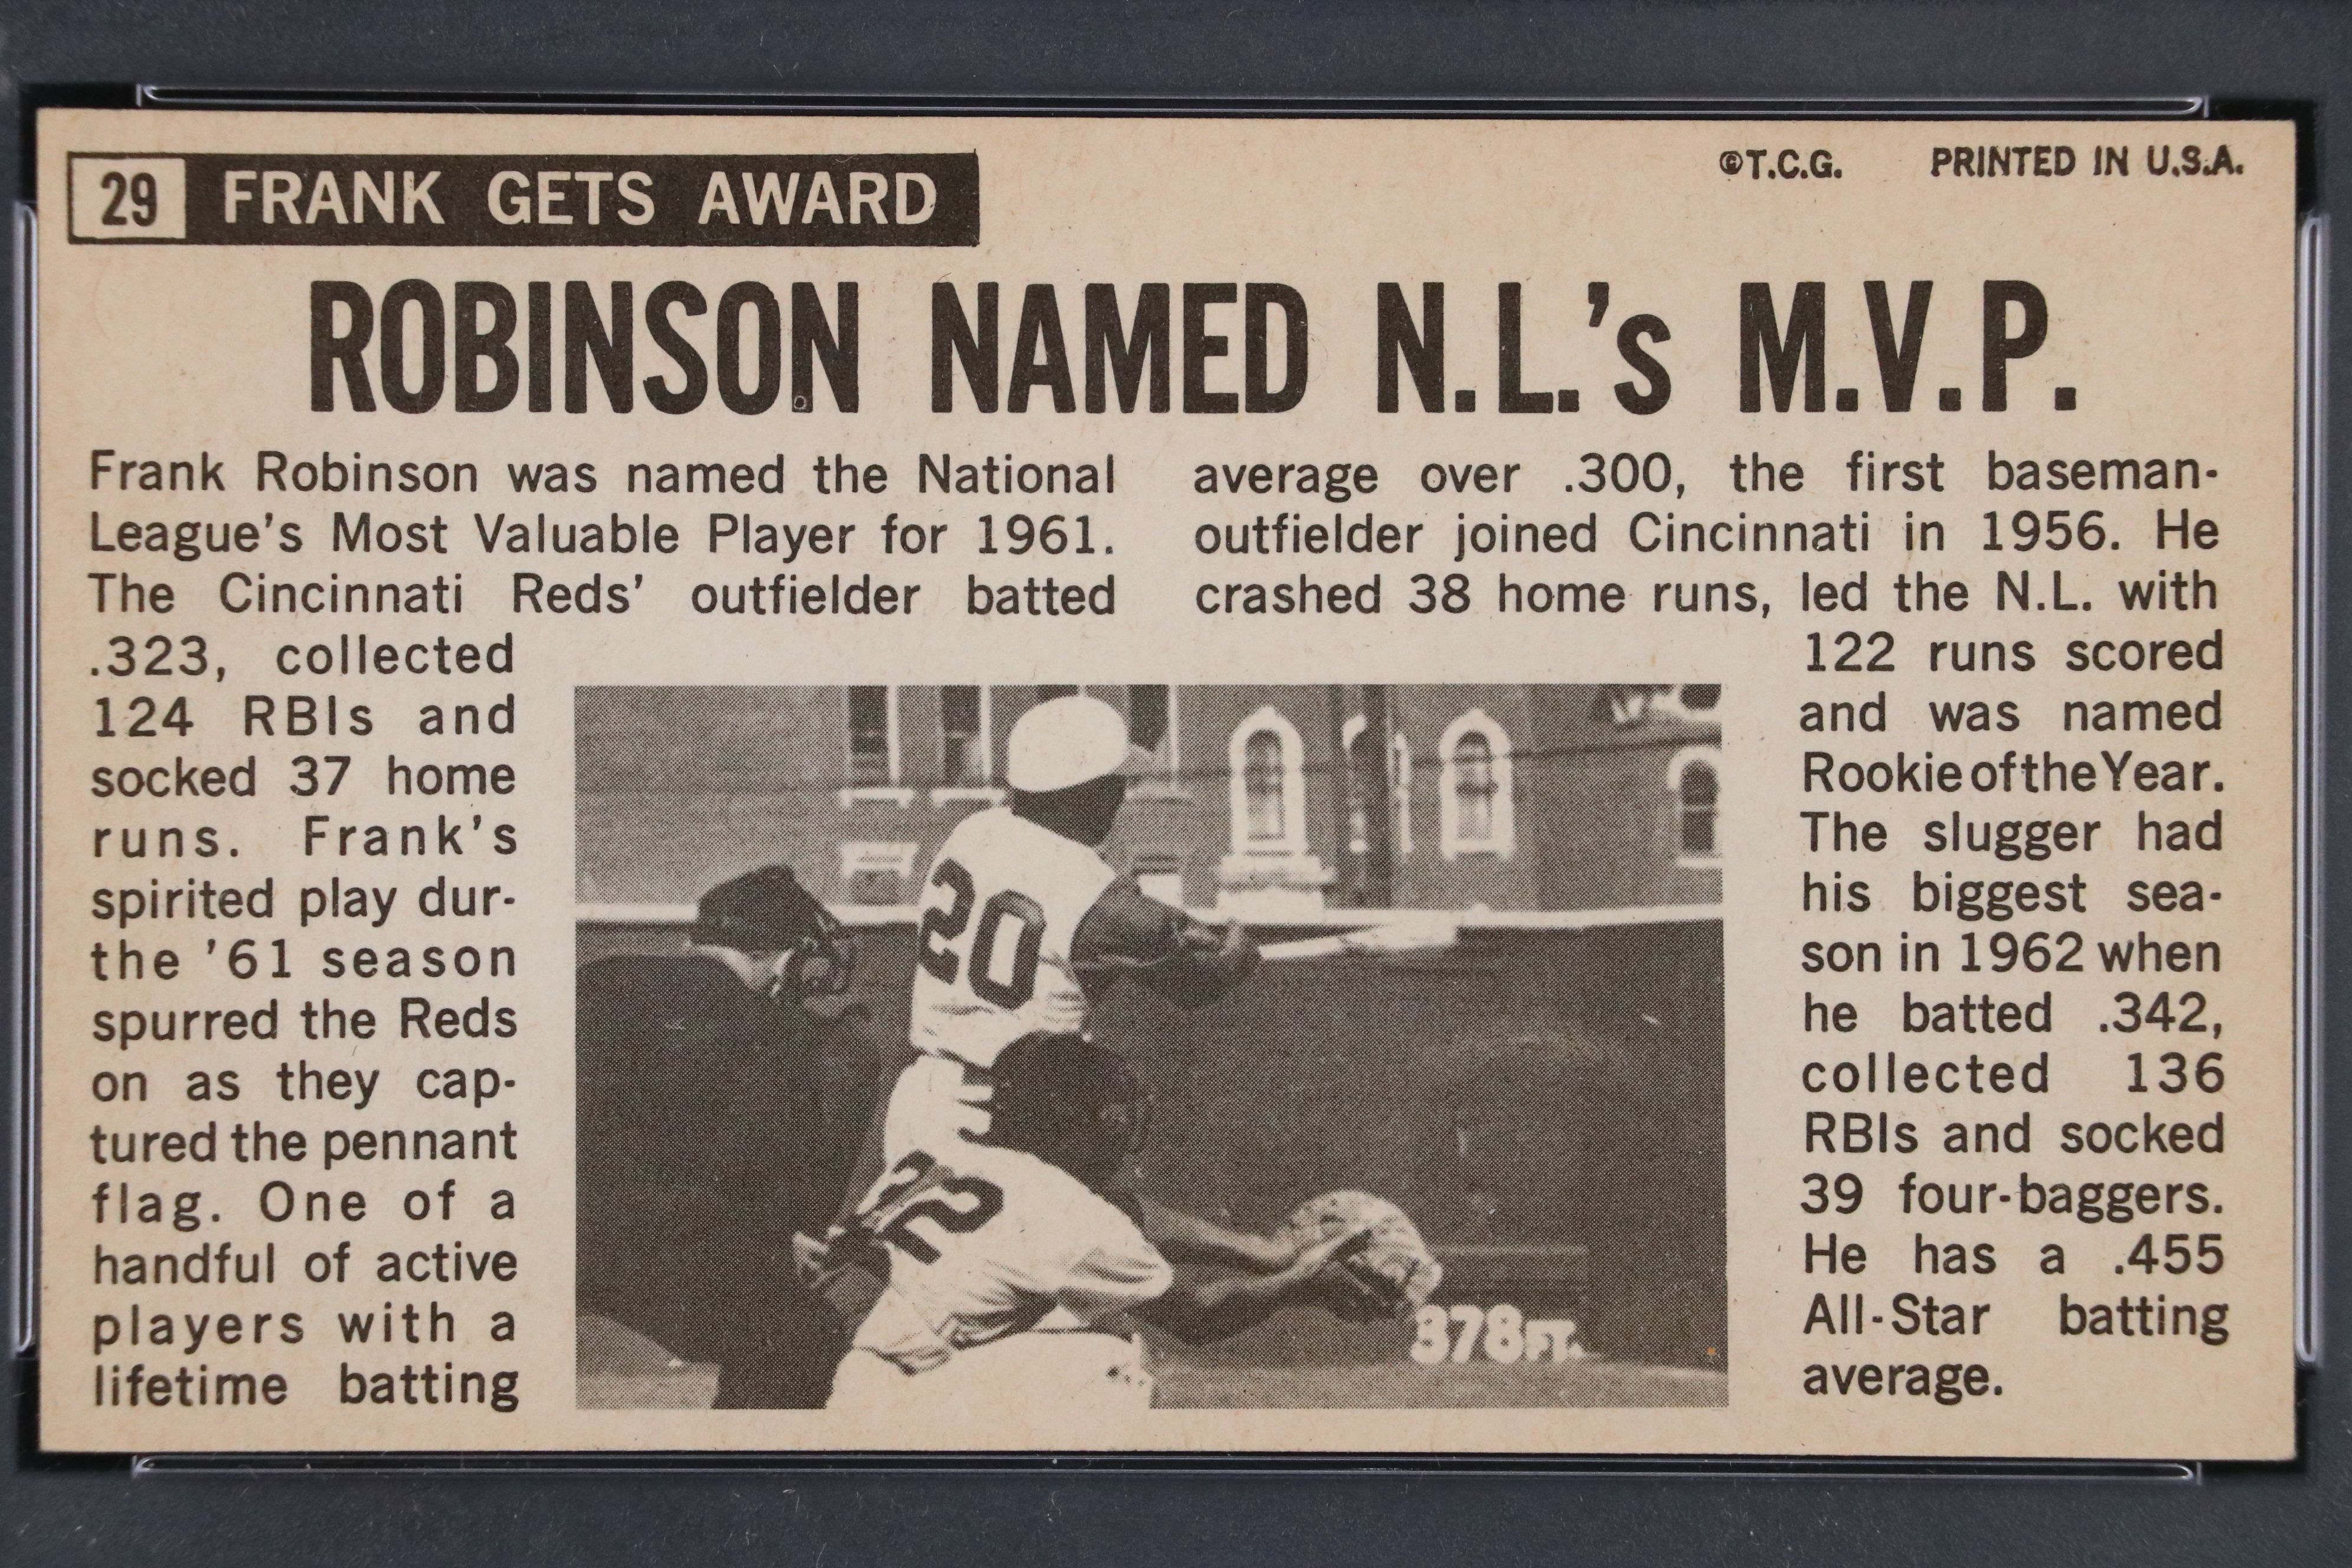 29 FRANK GETS AWARD
©T.C.G. PRINTED IN U.S.A.
ROBINSON NAMED N.L.'s M.V.P.
Frank Robinson was named the National
League's Most Valuable Player for 1961.
The Cincinnati Reds' outfielder batted
.323, collected
124 RBIs and
socked 37 home
runs. Frank's
spirited play dur-
the '61 season
spurred the Reds
on as they cap-
tured the pennant
flag. One of a
handful of active
players with a
lifetime batting
average over .300, the first baseman-
outfielder joined Cincinnati in 1956. He
crashed 38 home runs, led the N.L. with
122 runs scored
and was named
Rookie of the Year.
The slugger had
his biggest sea-
son in 1962 when
he batted .342,
collected 136
RBIs and socked
39 four-baggers.
He has a .455
All-Star batting
average.
20
2
378 FT.